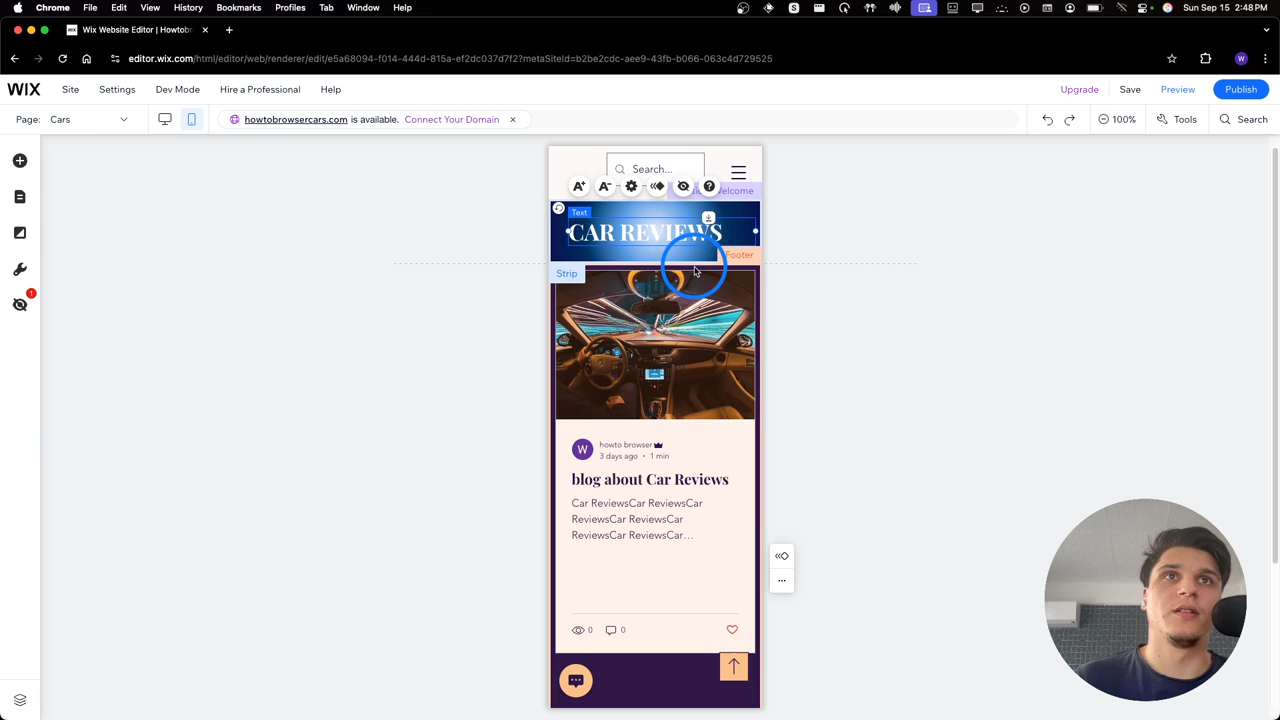 Chrome File Edit View History Bookmarks Profiles Tab Window Help
Sun Sep 15 2:48 PM
Wix Website Editor | Howtobr
editor.wix.com/html/editor/web/renderer/edit/e5a68094-f014-444d-815a-ef2dc037d7f2?metaSiteId=b2be2cdc-aee9-43fb-b066-063c4d729525
W
WIX Site Settings Dev Mode Hire a Professional Help
Upgrade Save Preview Publish
Page: Cars
howtobrowsercars.com is available. Connect Your Domain
100% Tools Search
1
Search...
A+ A-
Welcome
Text
CAR REVIEWS
Footer
Strip
W
howto browser
3 days ago • 1 min
blog about Car Reviews
Car ReviewsCar ReviewsCar
ReviewsCar ReviewsCar
ReviewsCar ReviewsCar...
0 0